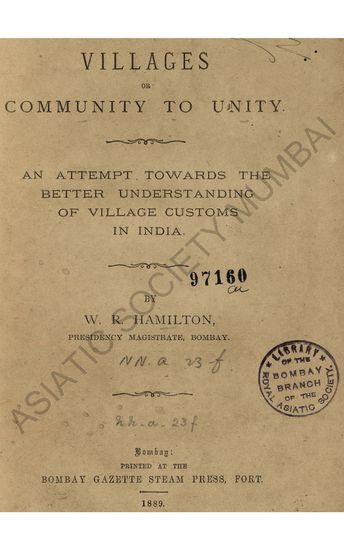 VILLAGES
OR
COMMUNITY TO UNITY.
AN ATTEMPT TOWARDS THE
BETTER UNDERSTANDING
OF VILLAGE CUSTOMS
IN INDIA.
97160
BY
W. R. HAMILTON,
PRESIDENCY MAGISTRATE, BOMBAY.
NN.a 23 f
LIBRARY
OF THE
BOMBAY
BRANCH
OF THE
ROYAL ASIATIC SOCIETY.
nn-a-23f
Bombay:
PRINTED AT THE
BOMBAY GAZETTE STEAM PRESS, FORT.
1889.
ASIATIC SOCIETY MUMBAI